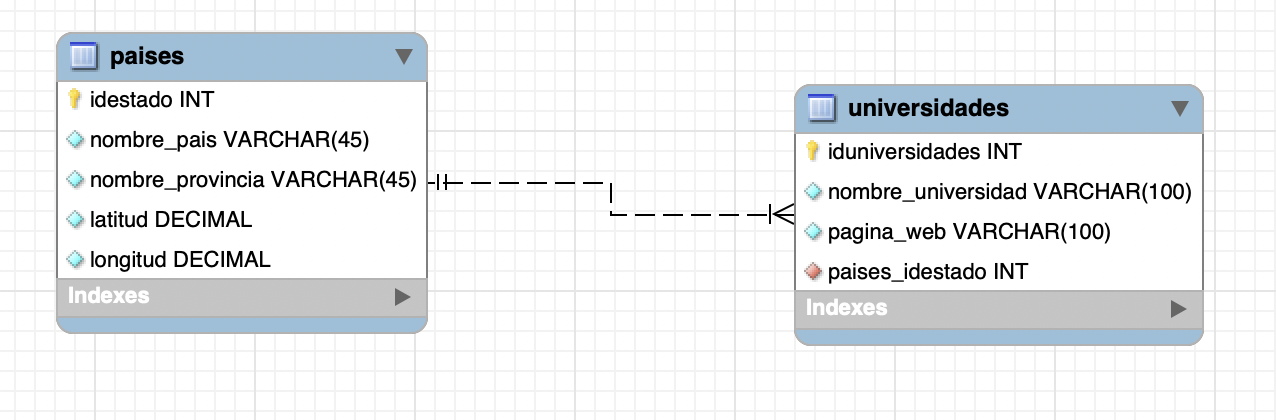 paises
idestado INT
nombre_pais VARCHAR(45)
nombre_provincia VARCHAR(45)
latitud DECIMAL
longitud DECIMAL
Indexes
universidades
iduniversidades INT
nombre_universidad VARCHAR(100)
pagina_web VARCHAR(100)
paises_idestado INT
Indexes